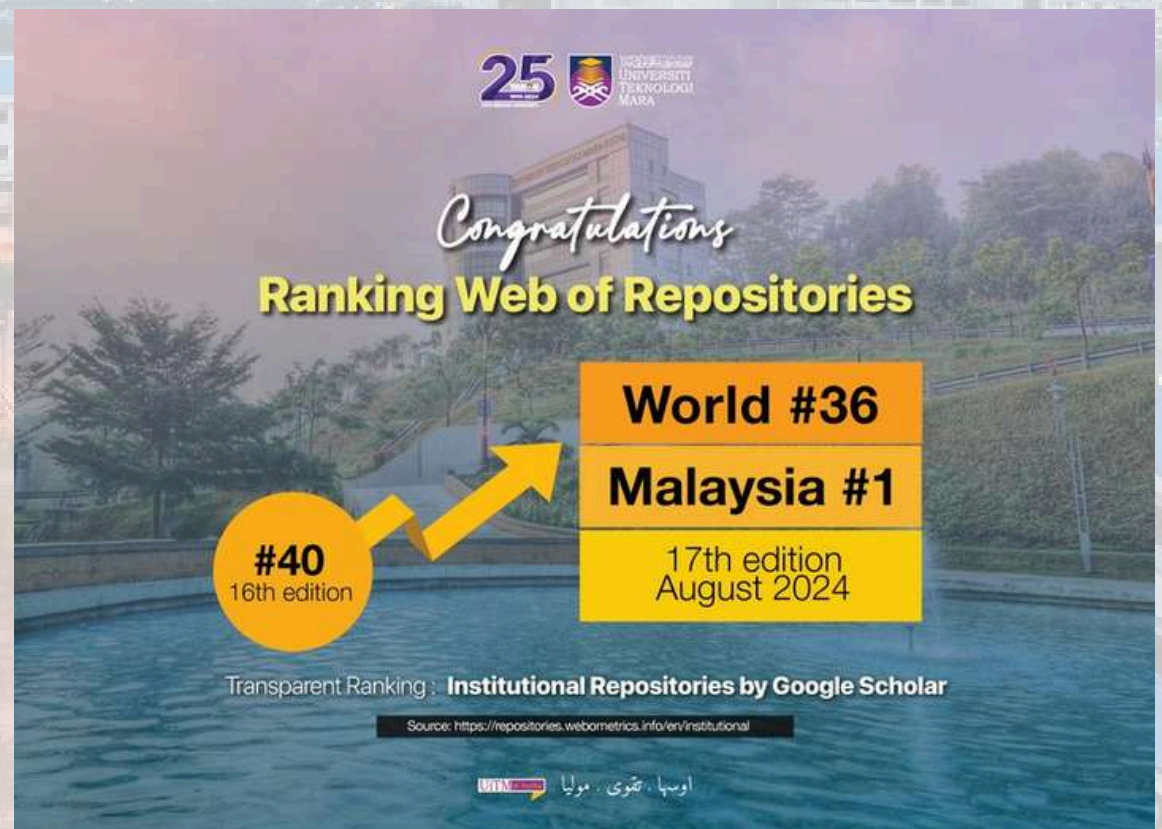 25
UNIVERSITI
TEKNOLOGI
MARA
Congratulations
Ranking Web of Repositories
World #36
Malaysia #1
#40
16th edition
17th edition
August 2024
Transparent Ranking : Institutional Repositories by Google Scholar
Source: https://repositories.webometrics.info/en/institutional
UiTM
اوسها . تقوى . موليا